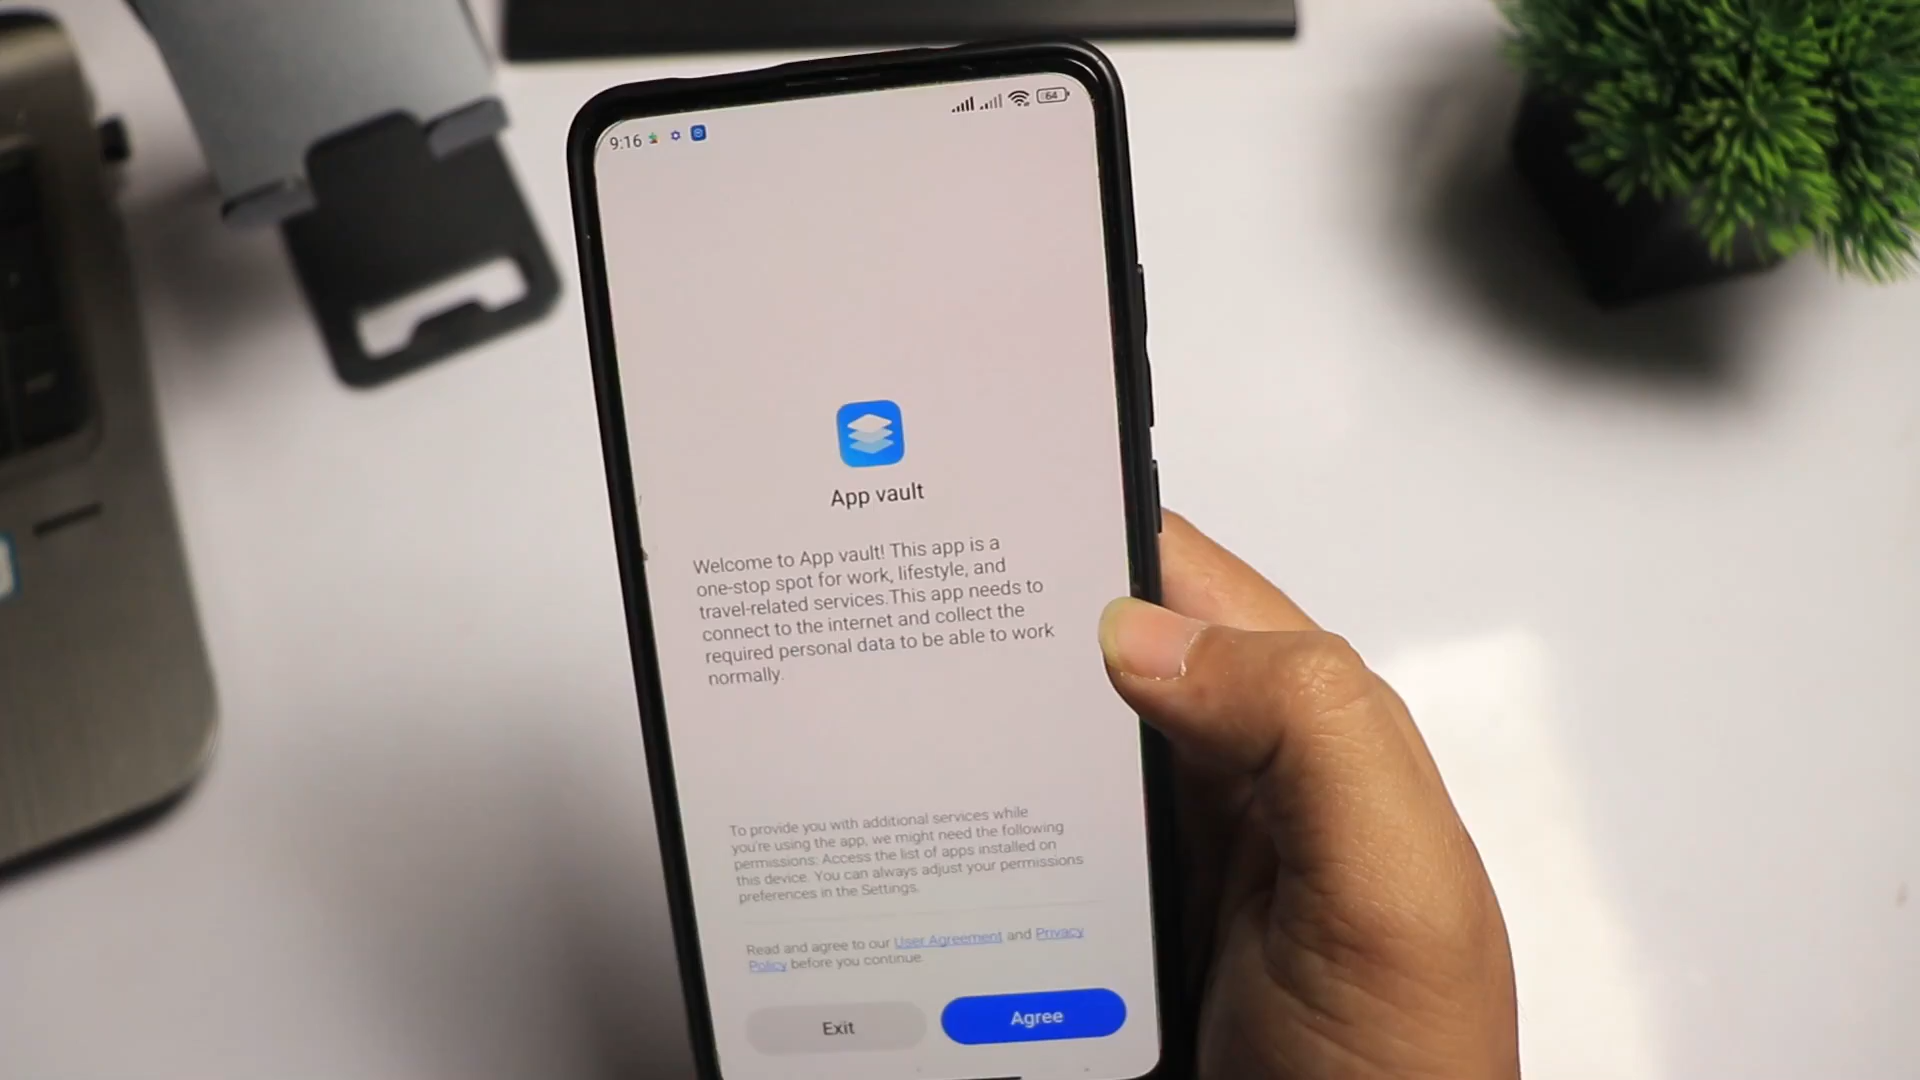 9:16
64
App vault
Welcome to App vault! This app is a
one-stop spot for work, lifestyle, and
travel-related services.This app needs to
connect to the internet and collect the
required personal data to be able to work
normally.
To provide you with additional services while
you're using the app, we might need the following
permissions: Access the list of apps installed on
this device. You can always adjust your permissions
preferences in the Settings.
Read and agree to our User Agreement and Privacy
Policy before you continue.
Exit
Agree